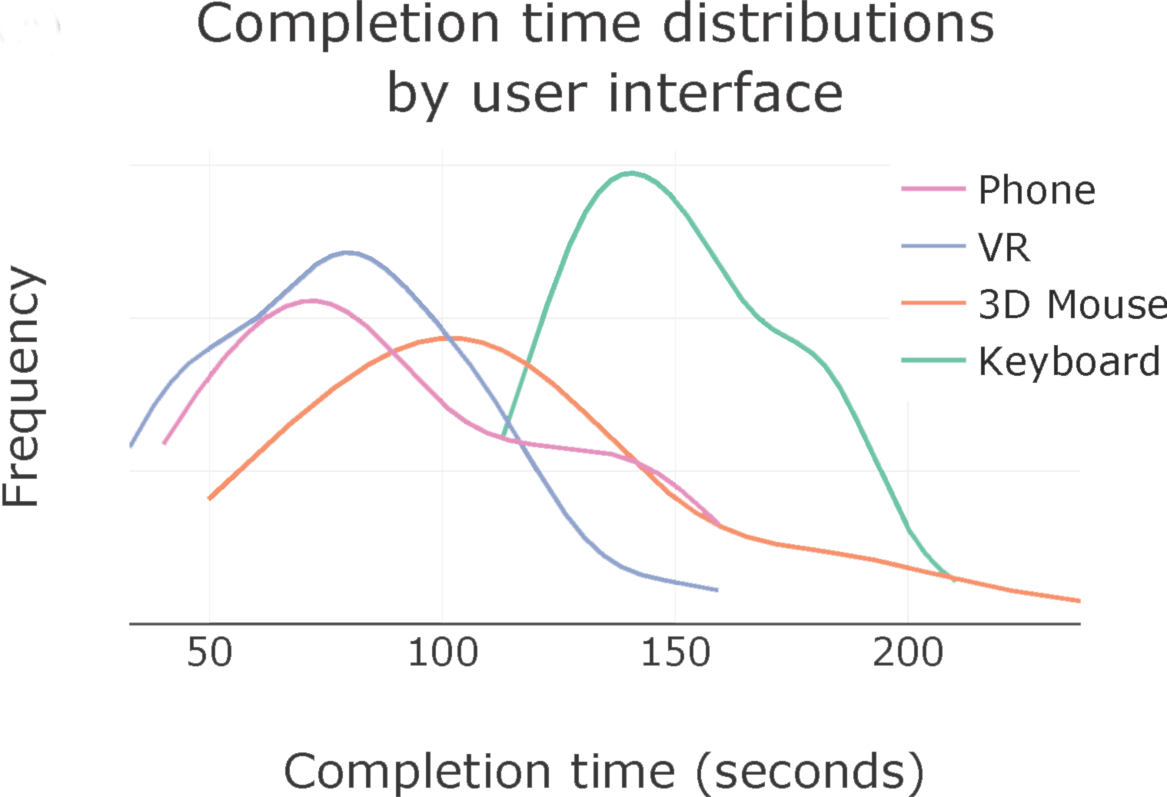 Completion time distributions
by user interface
Frequency
Phone
VR
3D Mouse
Keyboard
50 100 150 200
Completion time (seconds)